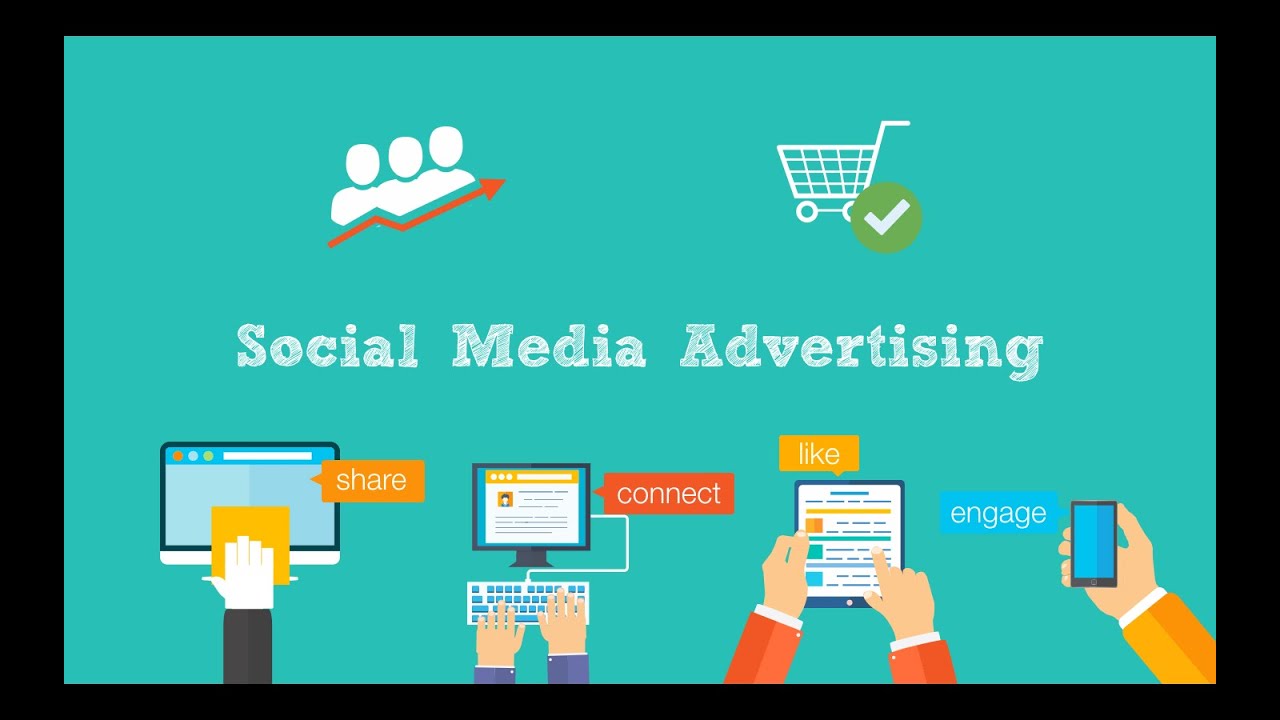 Social Media Advertising
share
connect
like
engage